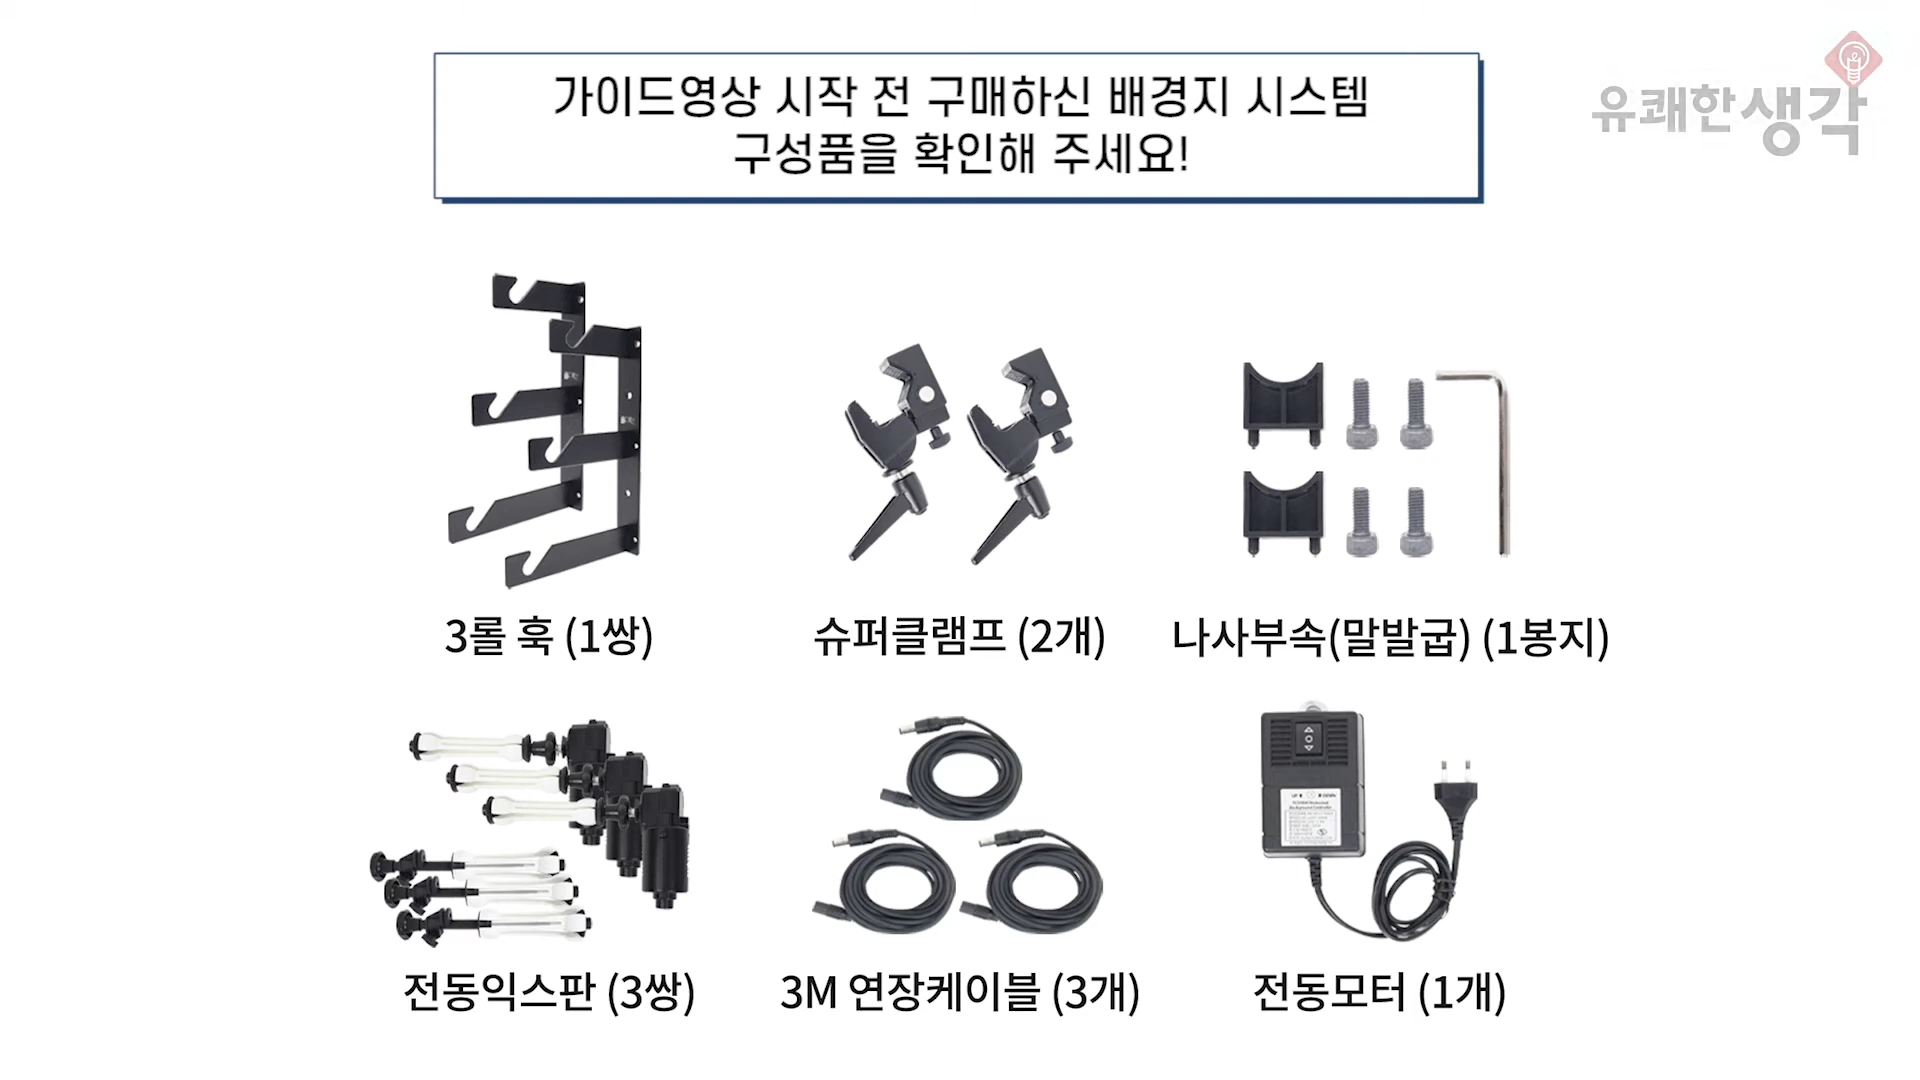 가이드영상 시작 전 구매하신 배경지 시스템
구성품을 확인해 주세요!
유쾌한생각
3롤 훅 (1쌍)
슈퍼클램프 (2개)
나사부속(말발굽) (1봉지)
전동익스판 (3쌍)
3M 연장케이블 (3개)
전동모터 (1개)